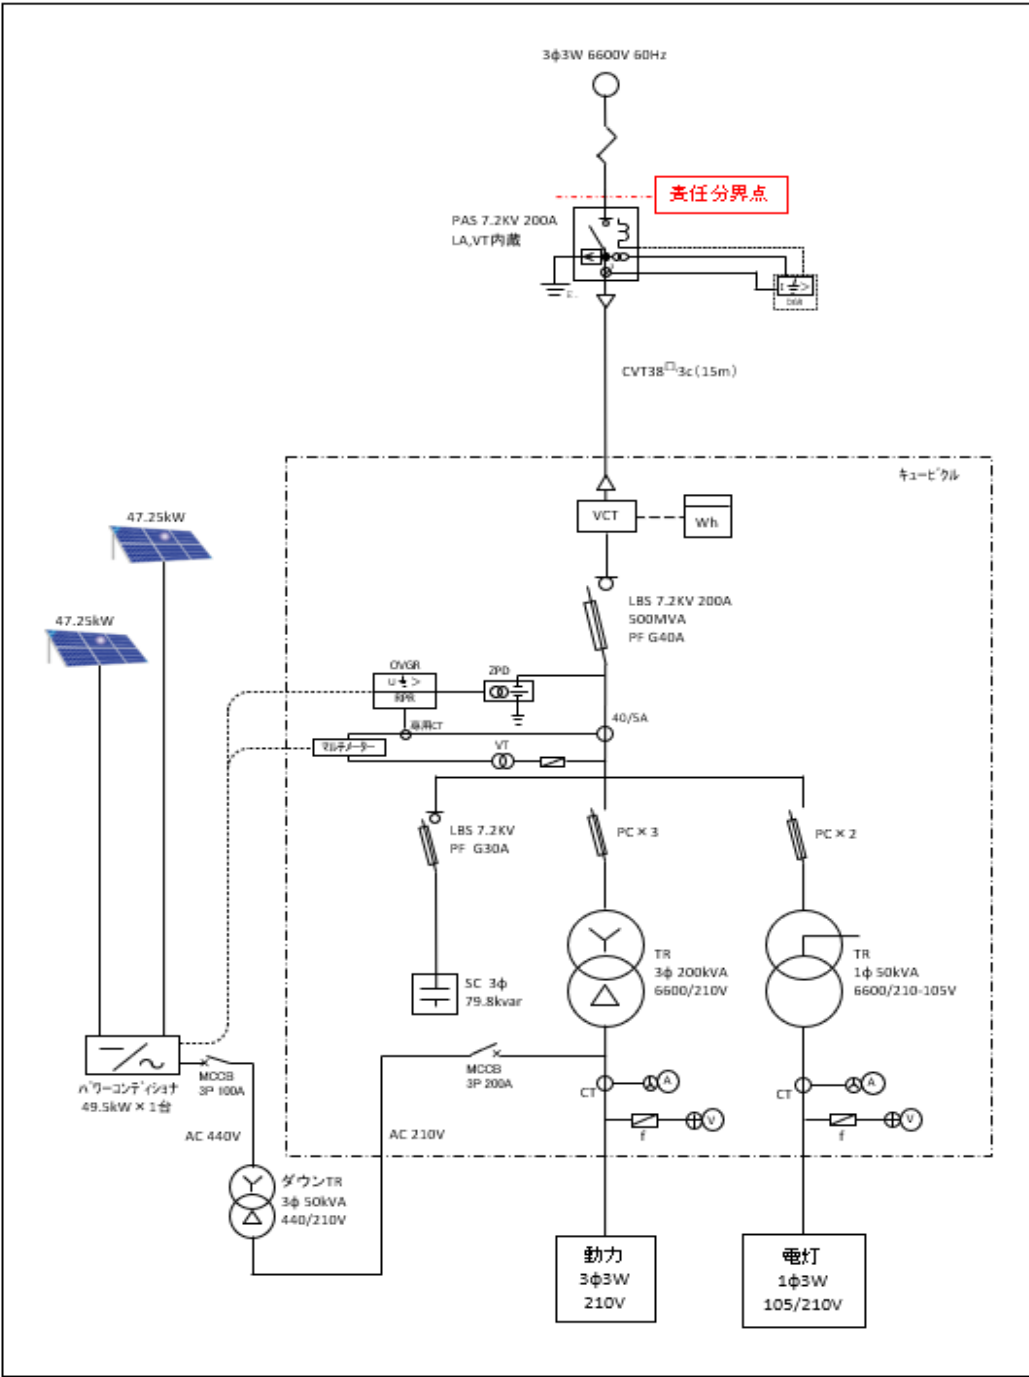 3φ3W 6600V 60Hz
責任分界点
PAS 7.2KV 200A
LA,VT内蔵
I >
DGR
CVT38□-3c(15m)
キュービクル
VCT
Wh
47.25kW
47.25kW
LBS 7.2KV 200A
500MVA
PF G40A
OVGR
U >
RPR
ZPD
専用CT
40/5A
マルチメーター
VT
LBS 7.2KV
PF G30A
PC×3
PC×2
TR
3φ 200kVA
6600/210V
TR
1φ 50kVA
6600/210-105V
SC 3φ
79.8kvar
パワーコンディショナ
49.5kW×1台
MCCB
3P 100A
MCCB
3P 200A
CT
A
CT
A
V
f
V
f
AC 440V
AC 210V
ダウンTR
3φ 50kVA
440/210V
動力
3φ3W
210V
電灯
1φ3W
105/210V